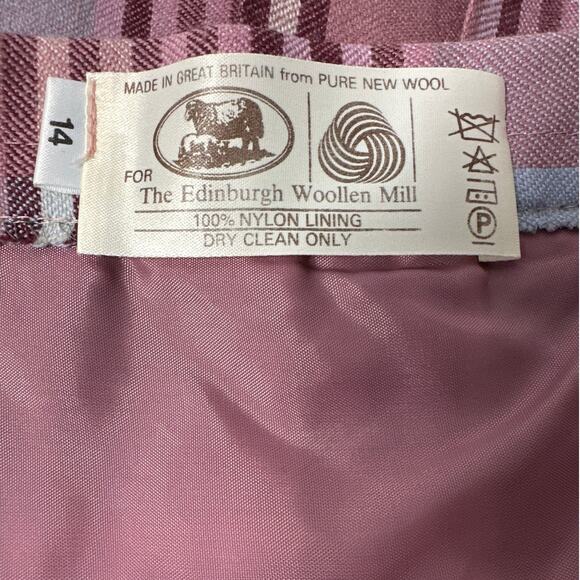 MADE IN GREAT BRITAIN from PURE NEW WOOL
FOR
The Edinburgh Woollen Mill
100% NYLON LINING
DRY CLEAN ONLY
14
P